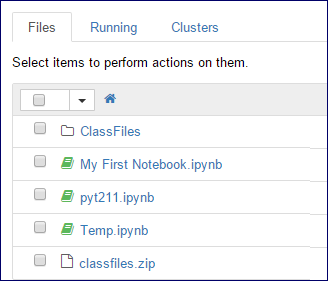 Files Running Clusters
Select items to perform actions on them.
ClassFiles
My First Notebook.ipynb
pyt211.ipynb
Temp.ipynb
classfiles.zip